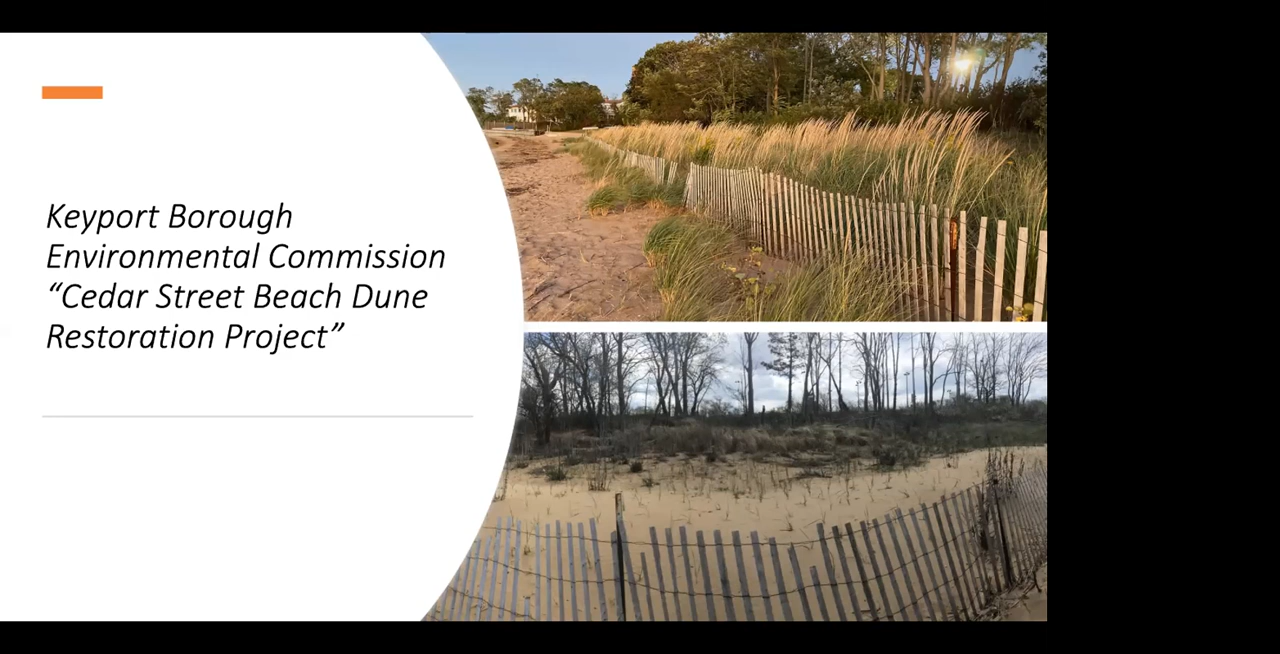 Keyport Borough
Environmental Commission
“Cedar Street Beach Dune
Restoration Project”